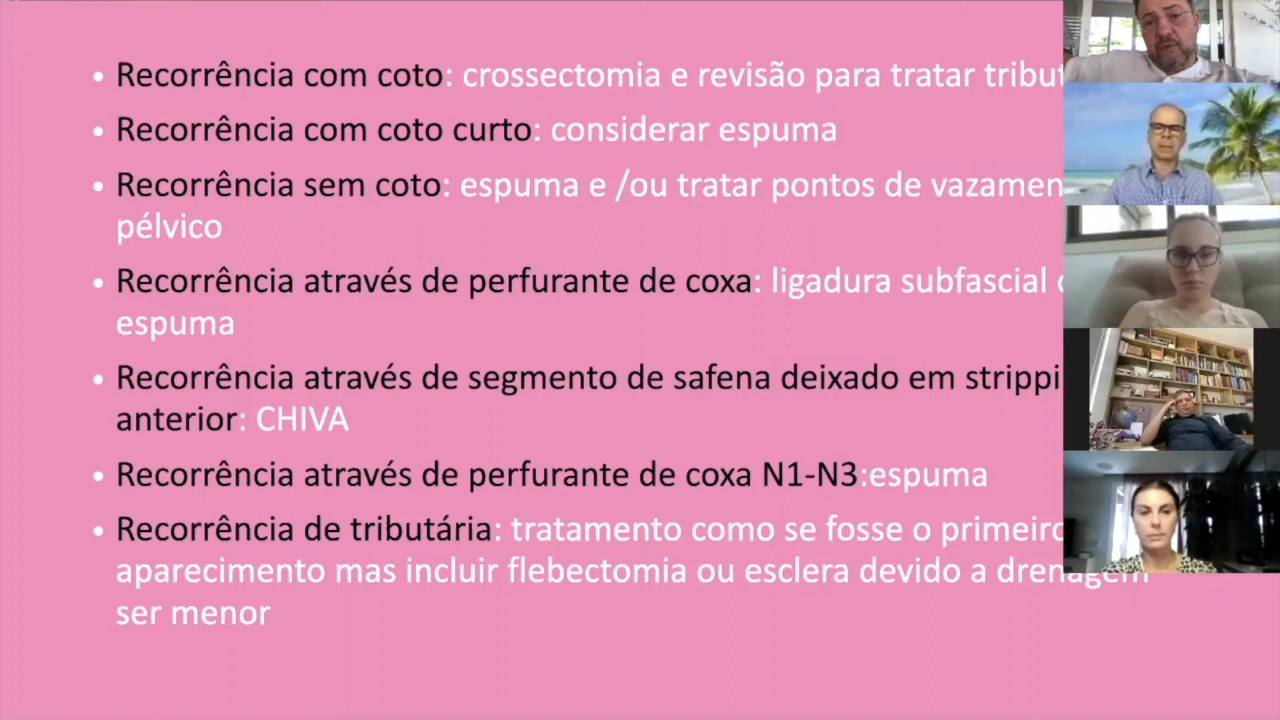 • Recorrência com coto: crossectomia e revisão para tratar
• Recorrência com coto curto: considerar espuma
• Recorrência sem coto: espuma e /ou tratar pontos de
pélvico
• Recorrência através de perfurante de coxa: ligadura subfascial
espuma
• Recorrência através de segmento de safena deixado em
anterior: CHIVA
• Recorrência através de perfurante de coxa N1-N3:espuma
• Recorrência de tributária: tratamento como se fosse o primeiro
aparecimento mas incluir flebectomia ou esclera devido a drenagem
ser menor